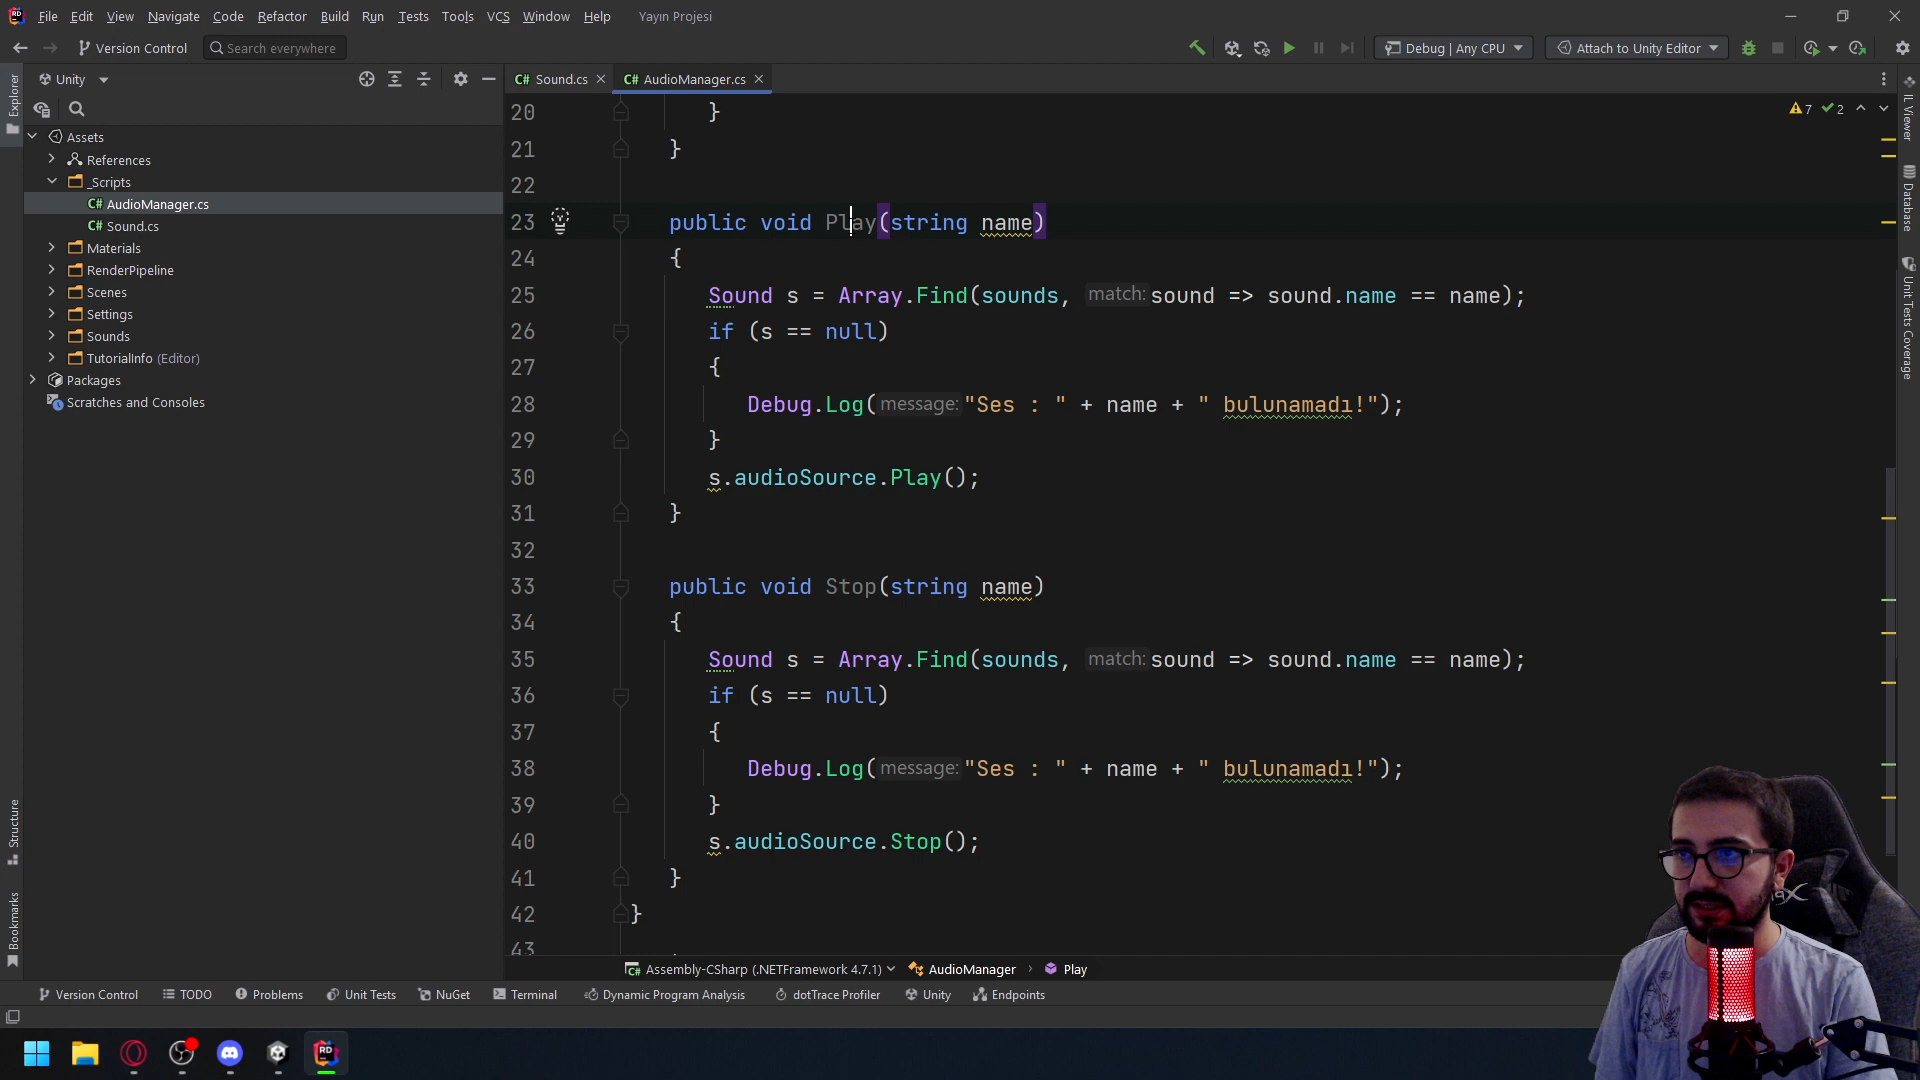 File Edit View Navigate Code Refactor Build Run Tests Tools VCS Window Help Yayın Projesi
Version Control Search everywhere Debug | Any CPU Attach to Unity Editor
Explorer
Unity
Sound.cs AudioManager.cs
Assets
References
_Scripts
AudioManager.cs
Sound.cs
Materials
RenderPipeline
Scenes
Settings
Sounds
TutorialInfo (Editor)
Packages
Scratches and Consoles
7 2
20 }
21 }
22
23 public void Play(string name)
24 {
25 Sound s = Array.Find(sounds, match: sound => sound.name == name);
26 if (s == null)
27 {
28 Debug.Log(message: "Ses : " + name + " bulunamadı!");
29 }
30 s.audioSource.Play();
31 }
32
33 public void Stop(string name)
34 {
35 Sound s = Array.Find(sounds, match: sound => sound.name == name);
36 if (s == null)
37 {
38 Debug.Log(message: "Ses : " + name + " bulunamadı!");
39 }
40 s.audioSource.Stop();
41 }
42 }
43
IL Viewer
Database
Unit Tests Coverage
Structure
Bookmarks
Assembly-CSharp (.NETFramework 4.7.1) AudioManager Play
Version Control TODO Problems Unit Tests NuGet Terminal Dynamic Program Analysis dotTrace Profiler Unity Endpoints
RD